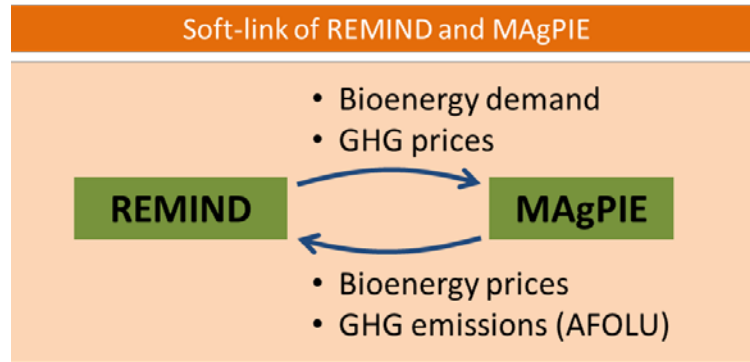 Soft-link of REMIND and MAgPIE
• Bioenergy demand
• GHG prices
REMIND
MAgPIE
• Bioenergy prices
• GHG emissions (AFOLU)